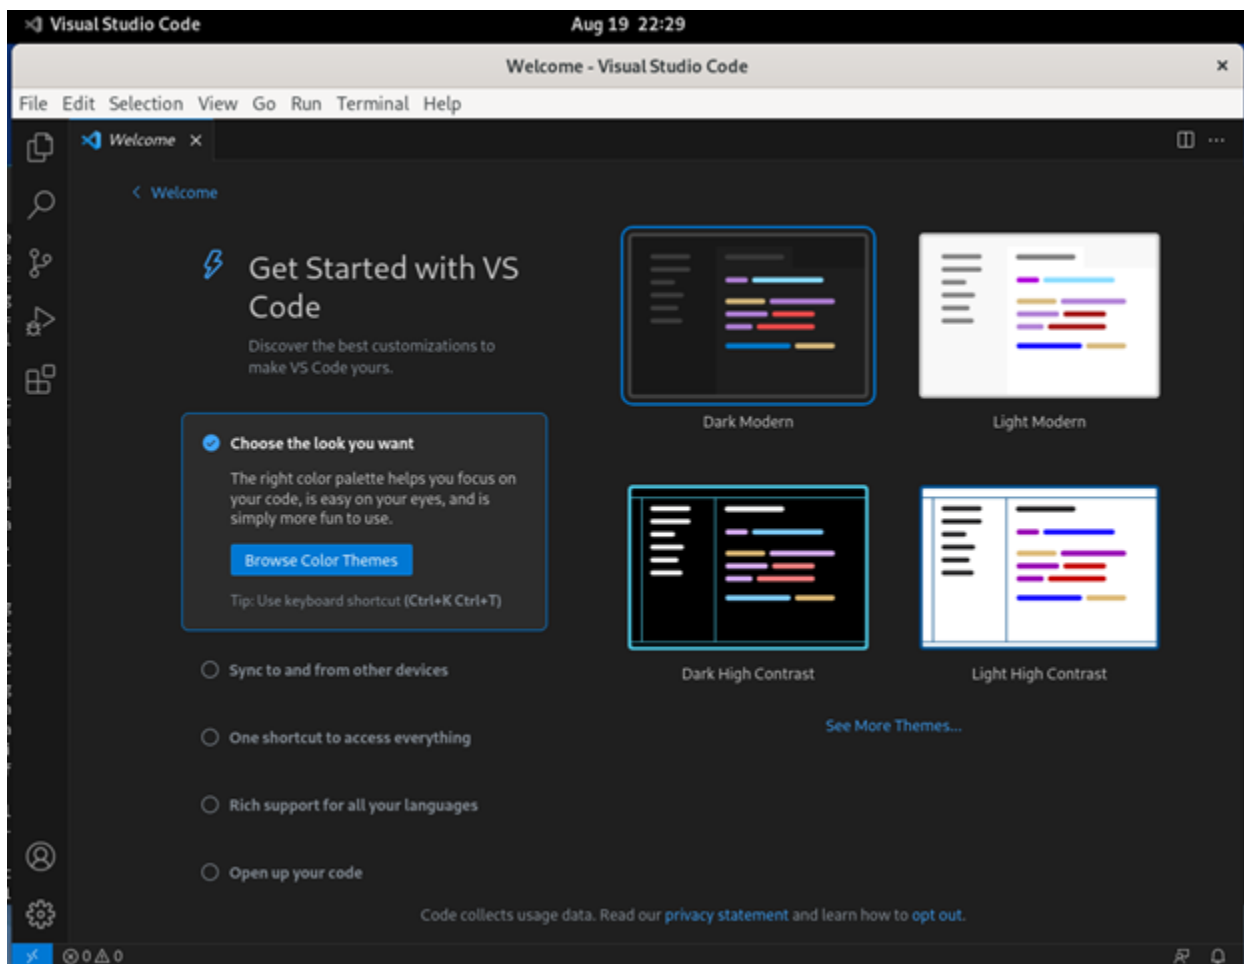 Visual Studio Code
Aug 19 22:29
Welcome - Visual Studio Code
File Edit Selection View Go Run Terminal Help
Welcome
Welcome
Get Started with VS
Code
Discover the best customizations to
make VS Code yours.
Choose the look you want
The right color palette helps you focus on
your code, is easy on your eyes, and is
simply more fun to use.
Browse Color Themes
Tip: Use keyboard shortcut (Ctrl+K Ctrl+T)
Sync to and from other devices
One shortcut to access everything
Rich support for all your languages
Open up your code
Dark Modern
Light Modern
Dark High Contrast
Light High Contrast
See More Themes...
Code collects usage data. Read our privacy statement and learn how to opt out.
0 0